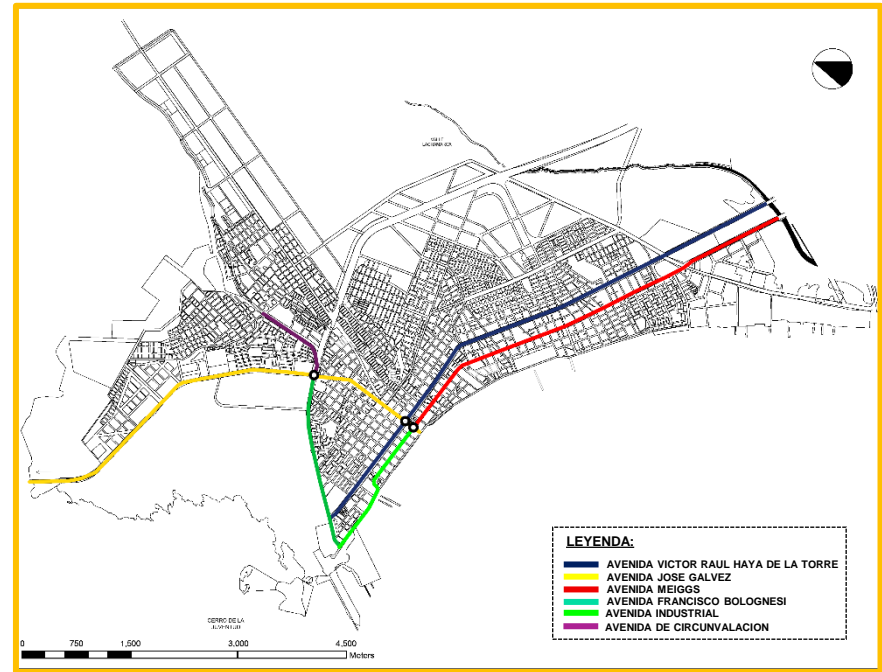 CERRO DE LA
JUVENTUD
LEYENDA:
AVENIDA VICTOR RAUL HAYA DE LA TORRE
AVENIDA JOSE GALVEZ
AVENIDA MEIGGS
AVENIDA FRANCISCO BOLOGNESI
AVENIDA INDUSTRIAL
AVENIDA DE CIRCUNVALACION
0 750 1,500 3,000 4,500
Meters